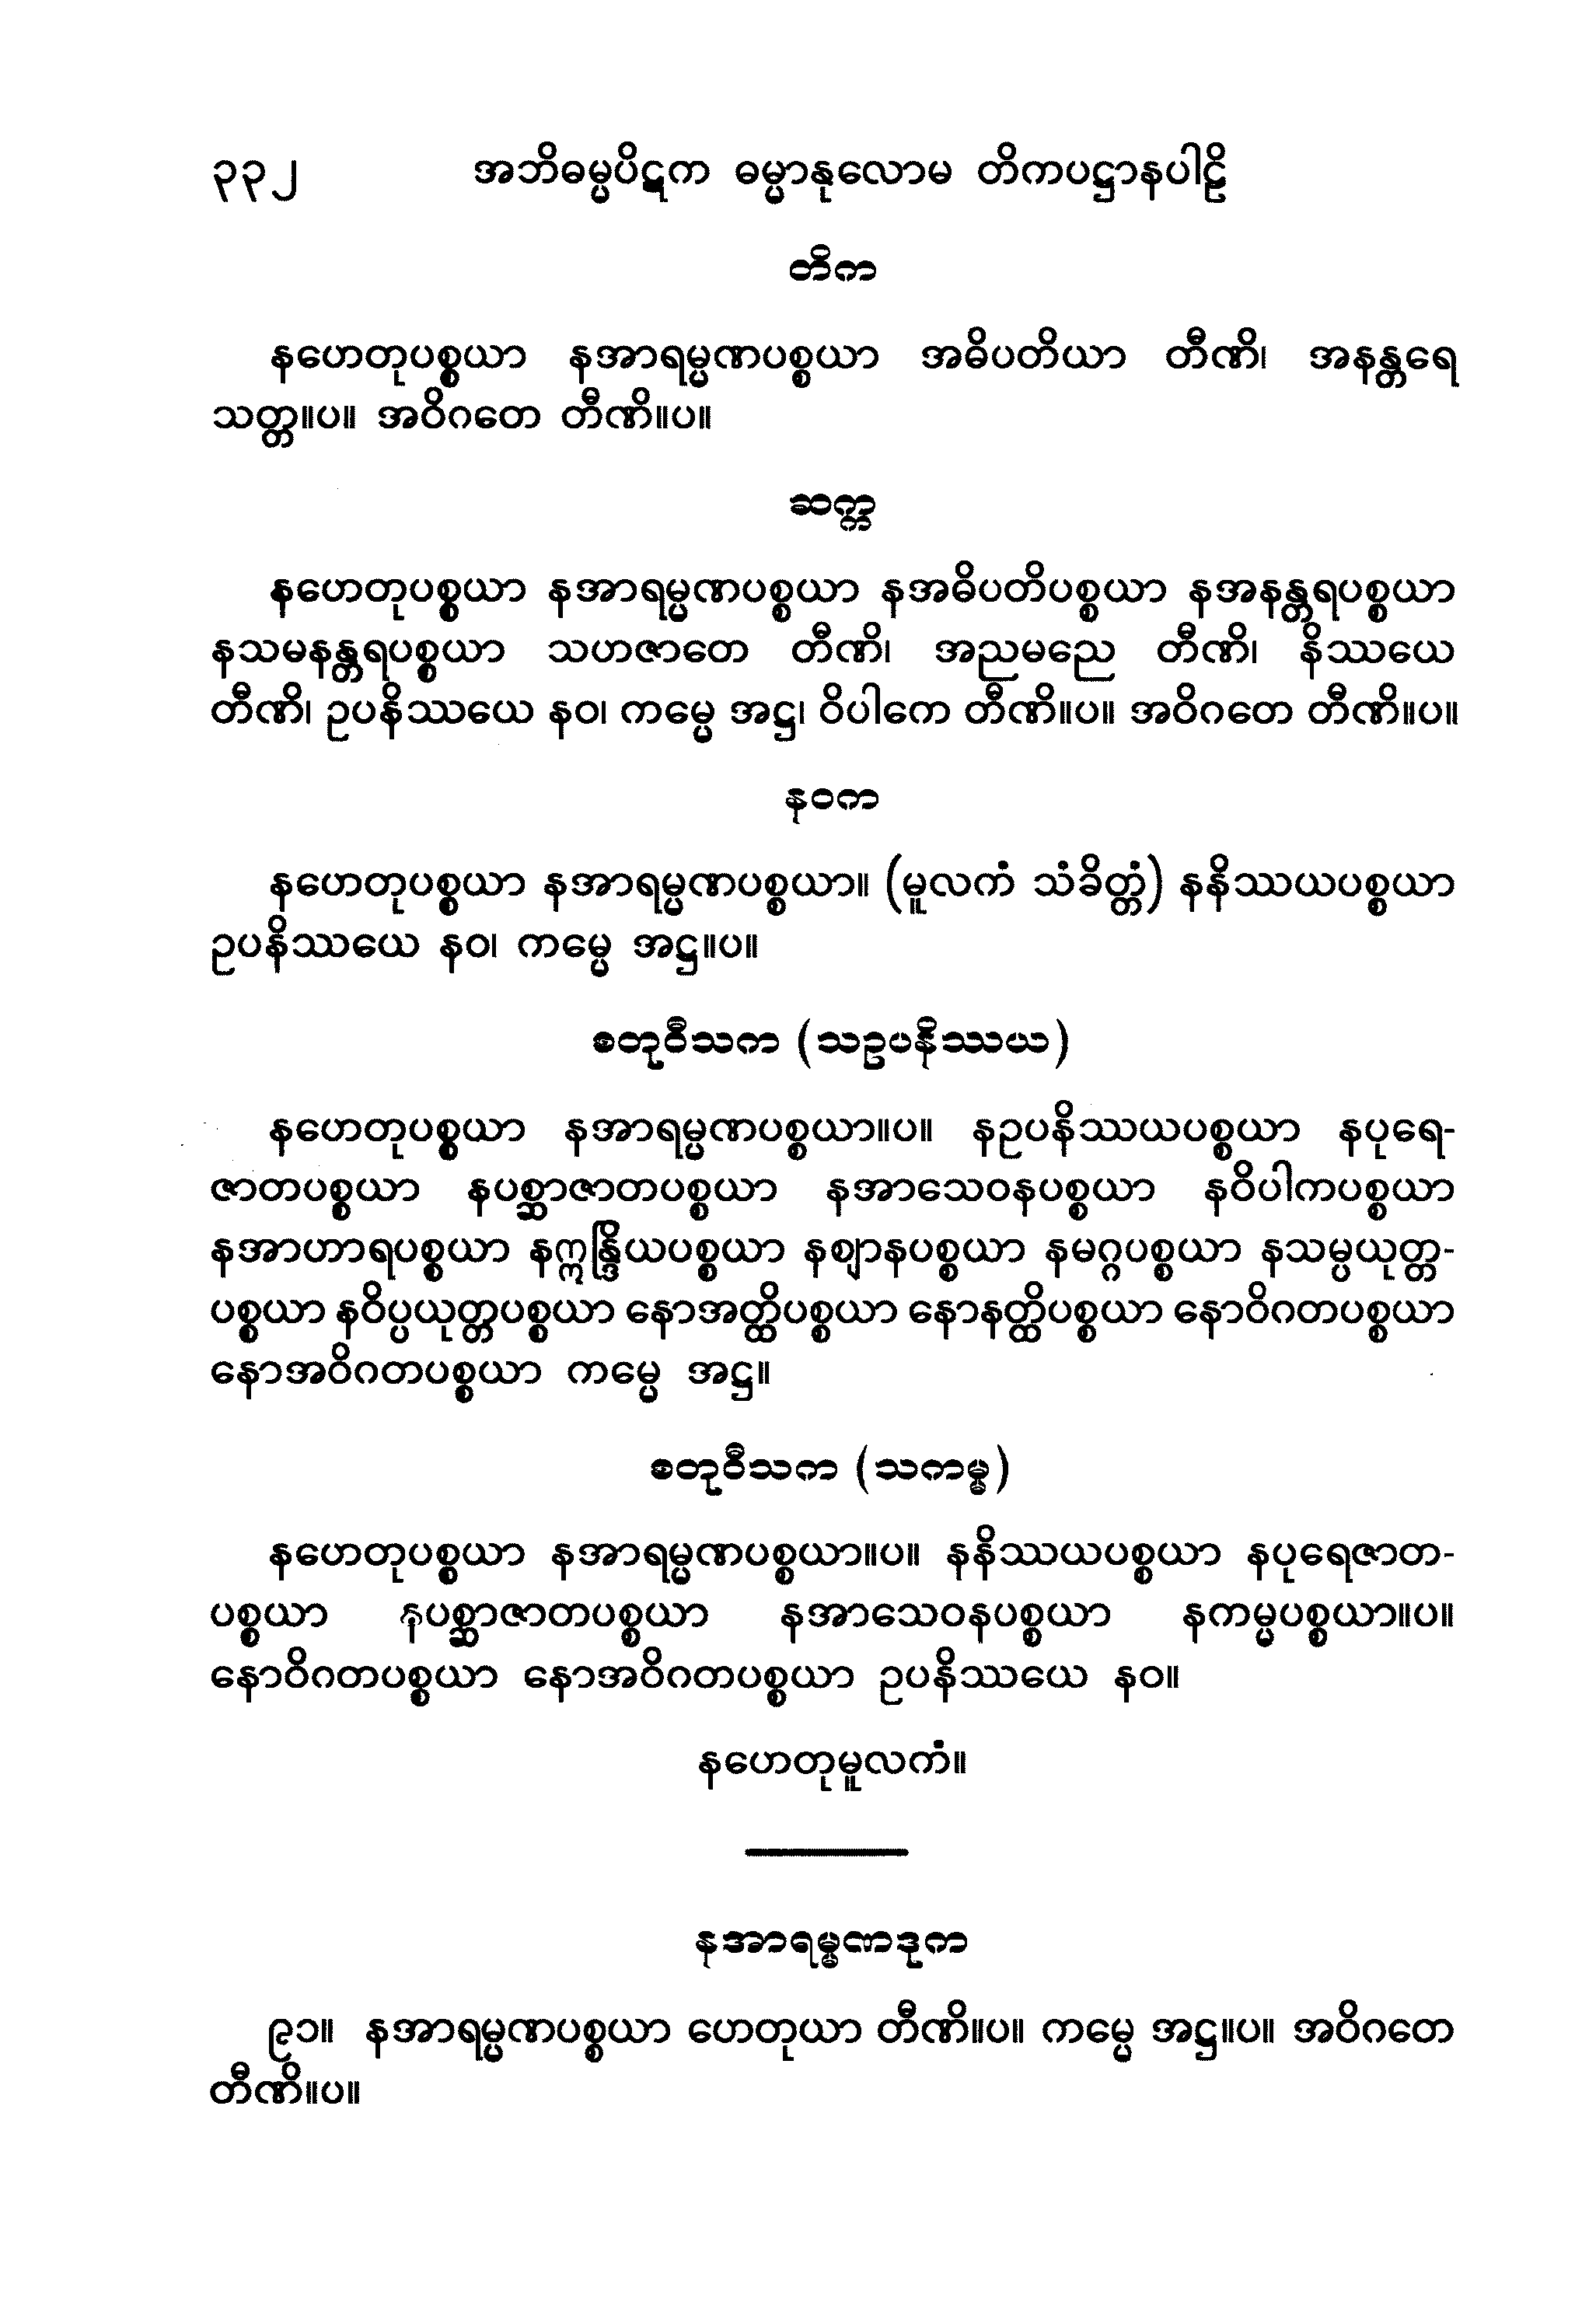 ၃၃၂ အဘိဓမ္မပိဋက ဓမ္မာနုလောမ တိကပဋ္ဌာနပါဠိ
တိက
နဟေတုပစ္စယာ နအာရမ္မဏပစ္စယာ အဓိပတိယာ တီဏိ၊ အနန္တရေ
သတ္တ။ပ။ အဝိဂတေ တီဏိ။ပ။
ဆက္က
နဟေတုပစ္စယာ နအာရမ္မဏပစ္စယာ နအဓိပတိပစ္စယာ နအနန္တရပစ္စယာ
နသမနန္တရပစ္စယာ သဟဇာတေ တီဏိ၊ အညမညေ တီဏိ၊ နိဿယေ
တီဏိ၊ ဥပနိဿယေ နဝ၊ ကမ္မေ အဋ္ဌ၊ ဝိပါကေ တီဏိ။ပ။ အဝိဂတေ တီဏိ။ပ။
နဝက
နဟေတုပစ္စယာ နအာရမ္မဏပစ္စယာ။ (မူလကံ သံခိတ္တံ) နနိဿယပစ္စယာ
ဥပနိဿယေ နဝ၊ ကမ္မေ အဋ္ဌ။ပ။
စတုဝီသက (သဥပနိဿယ)
နဟေတုပစ္စယာ နအာရမ္မဏပစ္စယာ။ပ။ နဥပနိဿယပစ္စယာ နပုရေ-
ဇာတပစ္စယာ နပစ္ဆာဇာတပစ္စယာ နအာသေဝနပစ္စယာ နဝိပါကပစ္စယာ
နအာဟာရပစ္စယာ နဣန္ဒြိယပစ္စယာ နဈာနပစ္စယာ နမဂ္ဂပစ္စယာ နသမ္ပယုတ္တ-
ပစ္စယာ နဝိပ္ပယုတ္တပစ္စယာ နောအတ္ထိပစ္စယာ နောနတ္ထိပစ္စယာ နောဝိဂတပစ္စယာ
နောအဝိဂတပစ္စယာ ကမ္မေ အဋ္ဌ။
စတုဝီသက (သကမ္မ)
နဟေတုပစ္စယာ နအာရမ္မဏပစ္စယာ။ပ။ နနိဿယပစ္စယာ နပုရေဇာတ-
ပစ္စယာ နပစ္ဆာဇာတပစ္စယာ နအာသေဝနပစ္စယာ နကမ္မပစ္စယာ။ပ။
နောဝိဂတပစ္စယာ နောအဝိဂတပစ္စယာ ဥပနိဿယေ နဝ။
နဟေတုမူလကံ။
နအာရမ္မဏဒုက
၉၁။ နအာရမ္မဏပစ္စယာ ဟေတုယာ တီဏိ။ပ။ ကမ္မေ အဋ္ဌ။ပ။ အဝိဂတေ
တီဏိ။ပ။